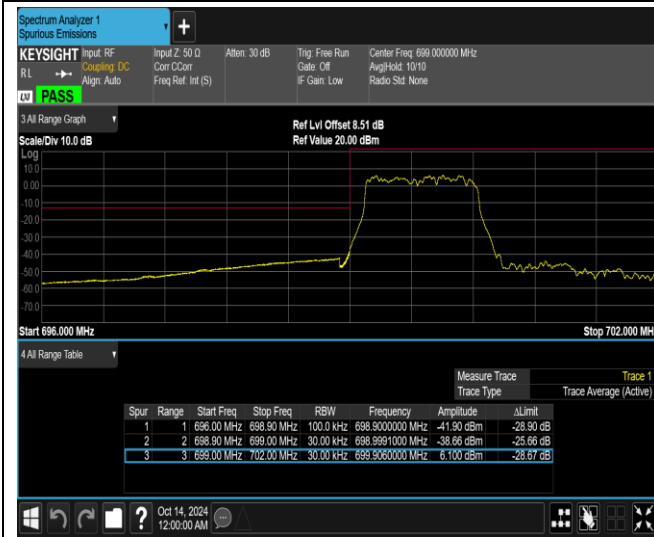 Spectrum Analyzer 1
Spurious Emissions
+
KEYSIGHT Input: RF Input Z: 50 Ω Atten: 30 dB Trig: Free Run Center Freq: 699.000000 MHz
R L Coupling: DC Corr CCorr Gate: Off Avg|Hold: 10/10
Align: Auto Freq Ref: Int (S) IF Gain: Low Radio Std: None
LXI PASS
3 All Range Graph
Ref Lvl Offset 8.51 dB
Scale/Div 10.0 dB Ref Value 20.00 dBm
Log
10.0
0.00
-10.0
-20.0
-30.0
-40.0
-50.0
-60.0
-70.0
Start 696.000 MHz Stop 702.000 MH
4 All Range Table
Measure Trace Trace 1
Trace Type Trace Average (Active)
Spur Range Start Freq Stop Freq RBW Frequency Amplitude ΔLimit
1 1 696.00 MHz 698.90 MHz 100.0 kHz 698.9000000 MHz -41.90 dBm -28.90 dB
2 2 698.90 MHz 699.00 MHz 30.00 kHz 698.9991000 MHz -38.66 dBm -25.66 dB
3 3 699.00 MHz 702.00 MHz 30.00 kHz 699.9060000 MHz 6.100 dBm -28.67 dB
? Oct 14, 2024
12:00:00 AM